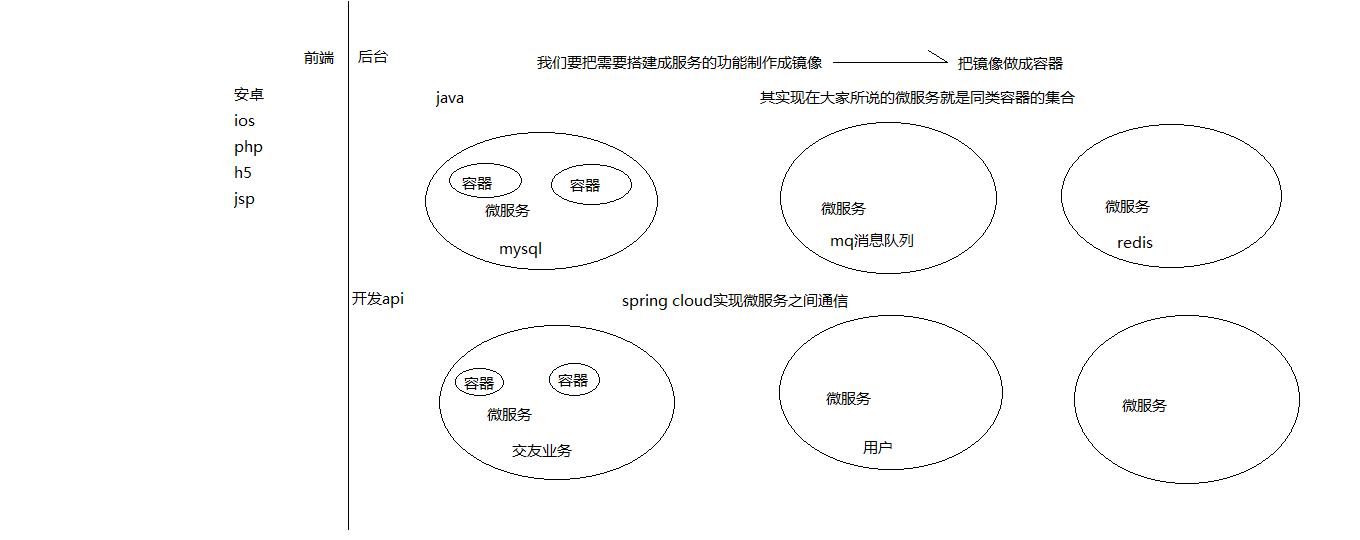 前端
后台
我们要把需要搭建成服务的功能制作成镜像
把镜像做成容器
安卓
ios
php
h5
jsp
java
其实现在大家所说的微服务就是同类容器的集合
容器
容器
微服务
mysql
微服务
mq消息队列
微服务
redis
开发api
spring cloud实现微服务之间通信
容器
容器
微服务
交友业务
微服务
用户
微服务